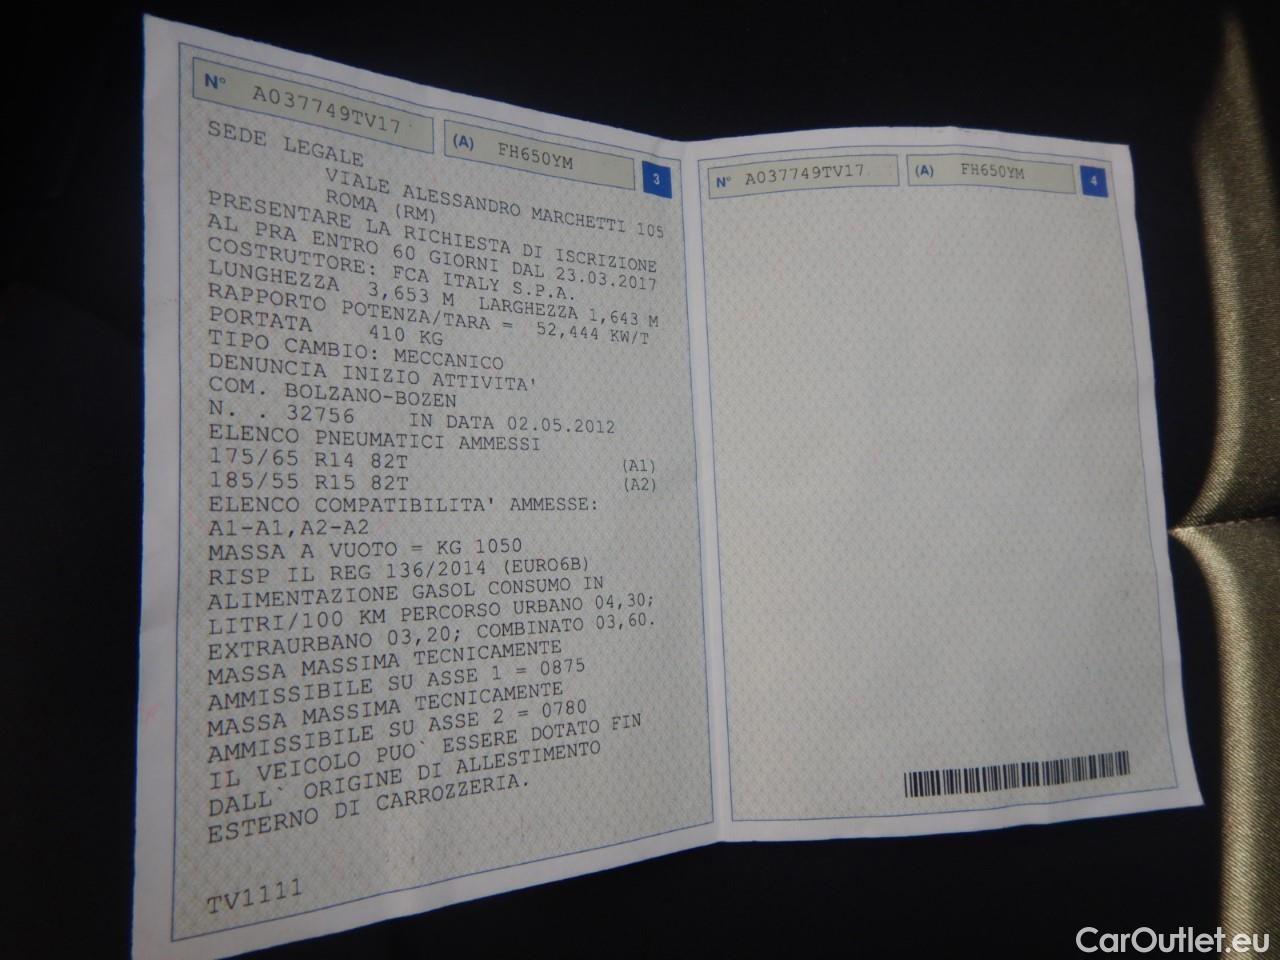 N° A037749TV17 (A) FH650YM 3
SEDE LEGALE
VIALE ALESSANDRO MARCHETTI 105
ROMA (RM)
PRESENTARE LA RICHIESTA DI ISCRIZIONE
AL PRA ENTRO 60 GIORNI DAL 23.03.2017
COSTRUTTORE: FCA ITALY S.P.A.
LUNGHEZZA 3,653 M LARGHEZZA 1,643 M
RAPPORTO POTENZA/TARA = 52,444 KW/T
PORTATA 410 KG
TIPO CAMBIO: MECCANICO
DENUNCIA INIZIO ATTIVITA'
COM. BOLZANO-BOZEN
N. . 32756 IN DATA 02.05.2012
ELENCO PNEUMATICI AMMESSI
175/65 R14 82T (A1)
185/55 R15 82T (A2)
ELENCO COMPATIBILITA' AMMESSE:
A1-A1,A2-A2
MASSA A VUOTO = KG 1050
RISP IL REG 136/2014 (EURO6B)
ALIMENTAZIONE GASOL CONSUMO IN
LITRI/100 KM PERCORSO URBANO 04,30;
EXTRAURBANO 03,20; COMBINATO 03,60.
MASSA MASSIMA TECNICAMENTE
AMMISSIBILE SU ASSE 1 = 0875
MASSA MASSIMA TECNICAMENTE
AMMISSIBILE SU ASSE 2 = 0780
IL VEICOLO PUO` ESSERE DOTATO FIN
DALL` ORIGINE DI ALLESTIMENTO
ESTERNO DI CARROZZERIA.
TV1111
N° A037749TV17 (A) FH650YM 4
CarOutlet.eu